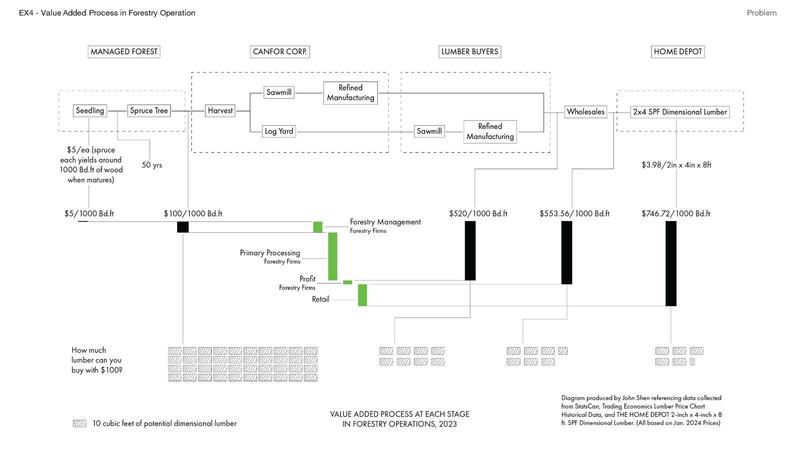 EX4 - Value Added Process in Forestry Operation
Problem
MANAGED FOREST
CANFOR CORP.
LUMBER BUYERS
HOME DEPOT
Seedling
Spruce Tree
Harvest
Sawmill
Refined
Manufacturing
Log Yard
Sawmill
Refined
Manufacturing
Wholesales
2x4 SPF Dimensional Lumber
$5/ea (spruce
each yields around
1000 Bd.ft of wood
when matures)
50 yrs
$3.98/2in x 4in x 8ft
$5/1000 Bd.ft
$100/1000 Bd.ft
$520/1000 Bd.ft
$553.56/1000 Bd.ft
$746.72/1000 Bd.ft
Forestry Management
Forestry Firms
Primary Processing
Forestry Firms
Profit
Forestry Firms
Retail
How much
lumber can you
buy with $100?
10 cubic feet of potential dimensional lumber
VALUE ADDED PROCESS AT EACH STAGE
IN FORESTRY OPERATIONS, 2023
Diagram produced by John Shen referencing data collected
from StatsCan, Trading Economics Lumber Price Chart
Historical Data, and THE HOME DEPOT 2-inch x 4-inch x 8
ft. SPF Dimensional Lumber. (All based on Jan. 2024 Prices)